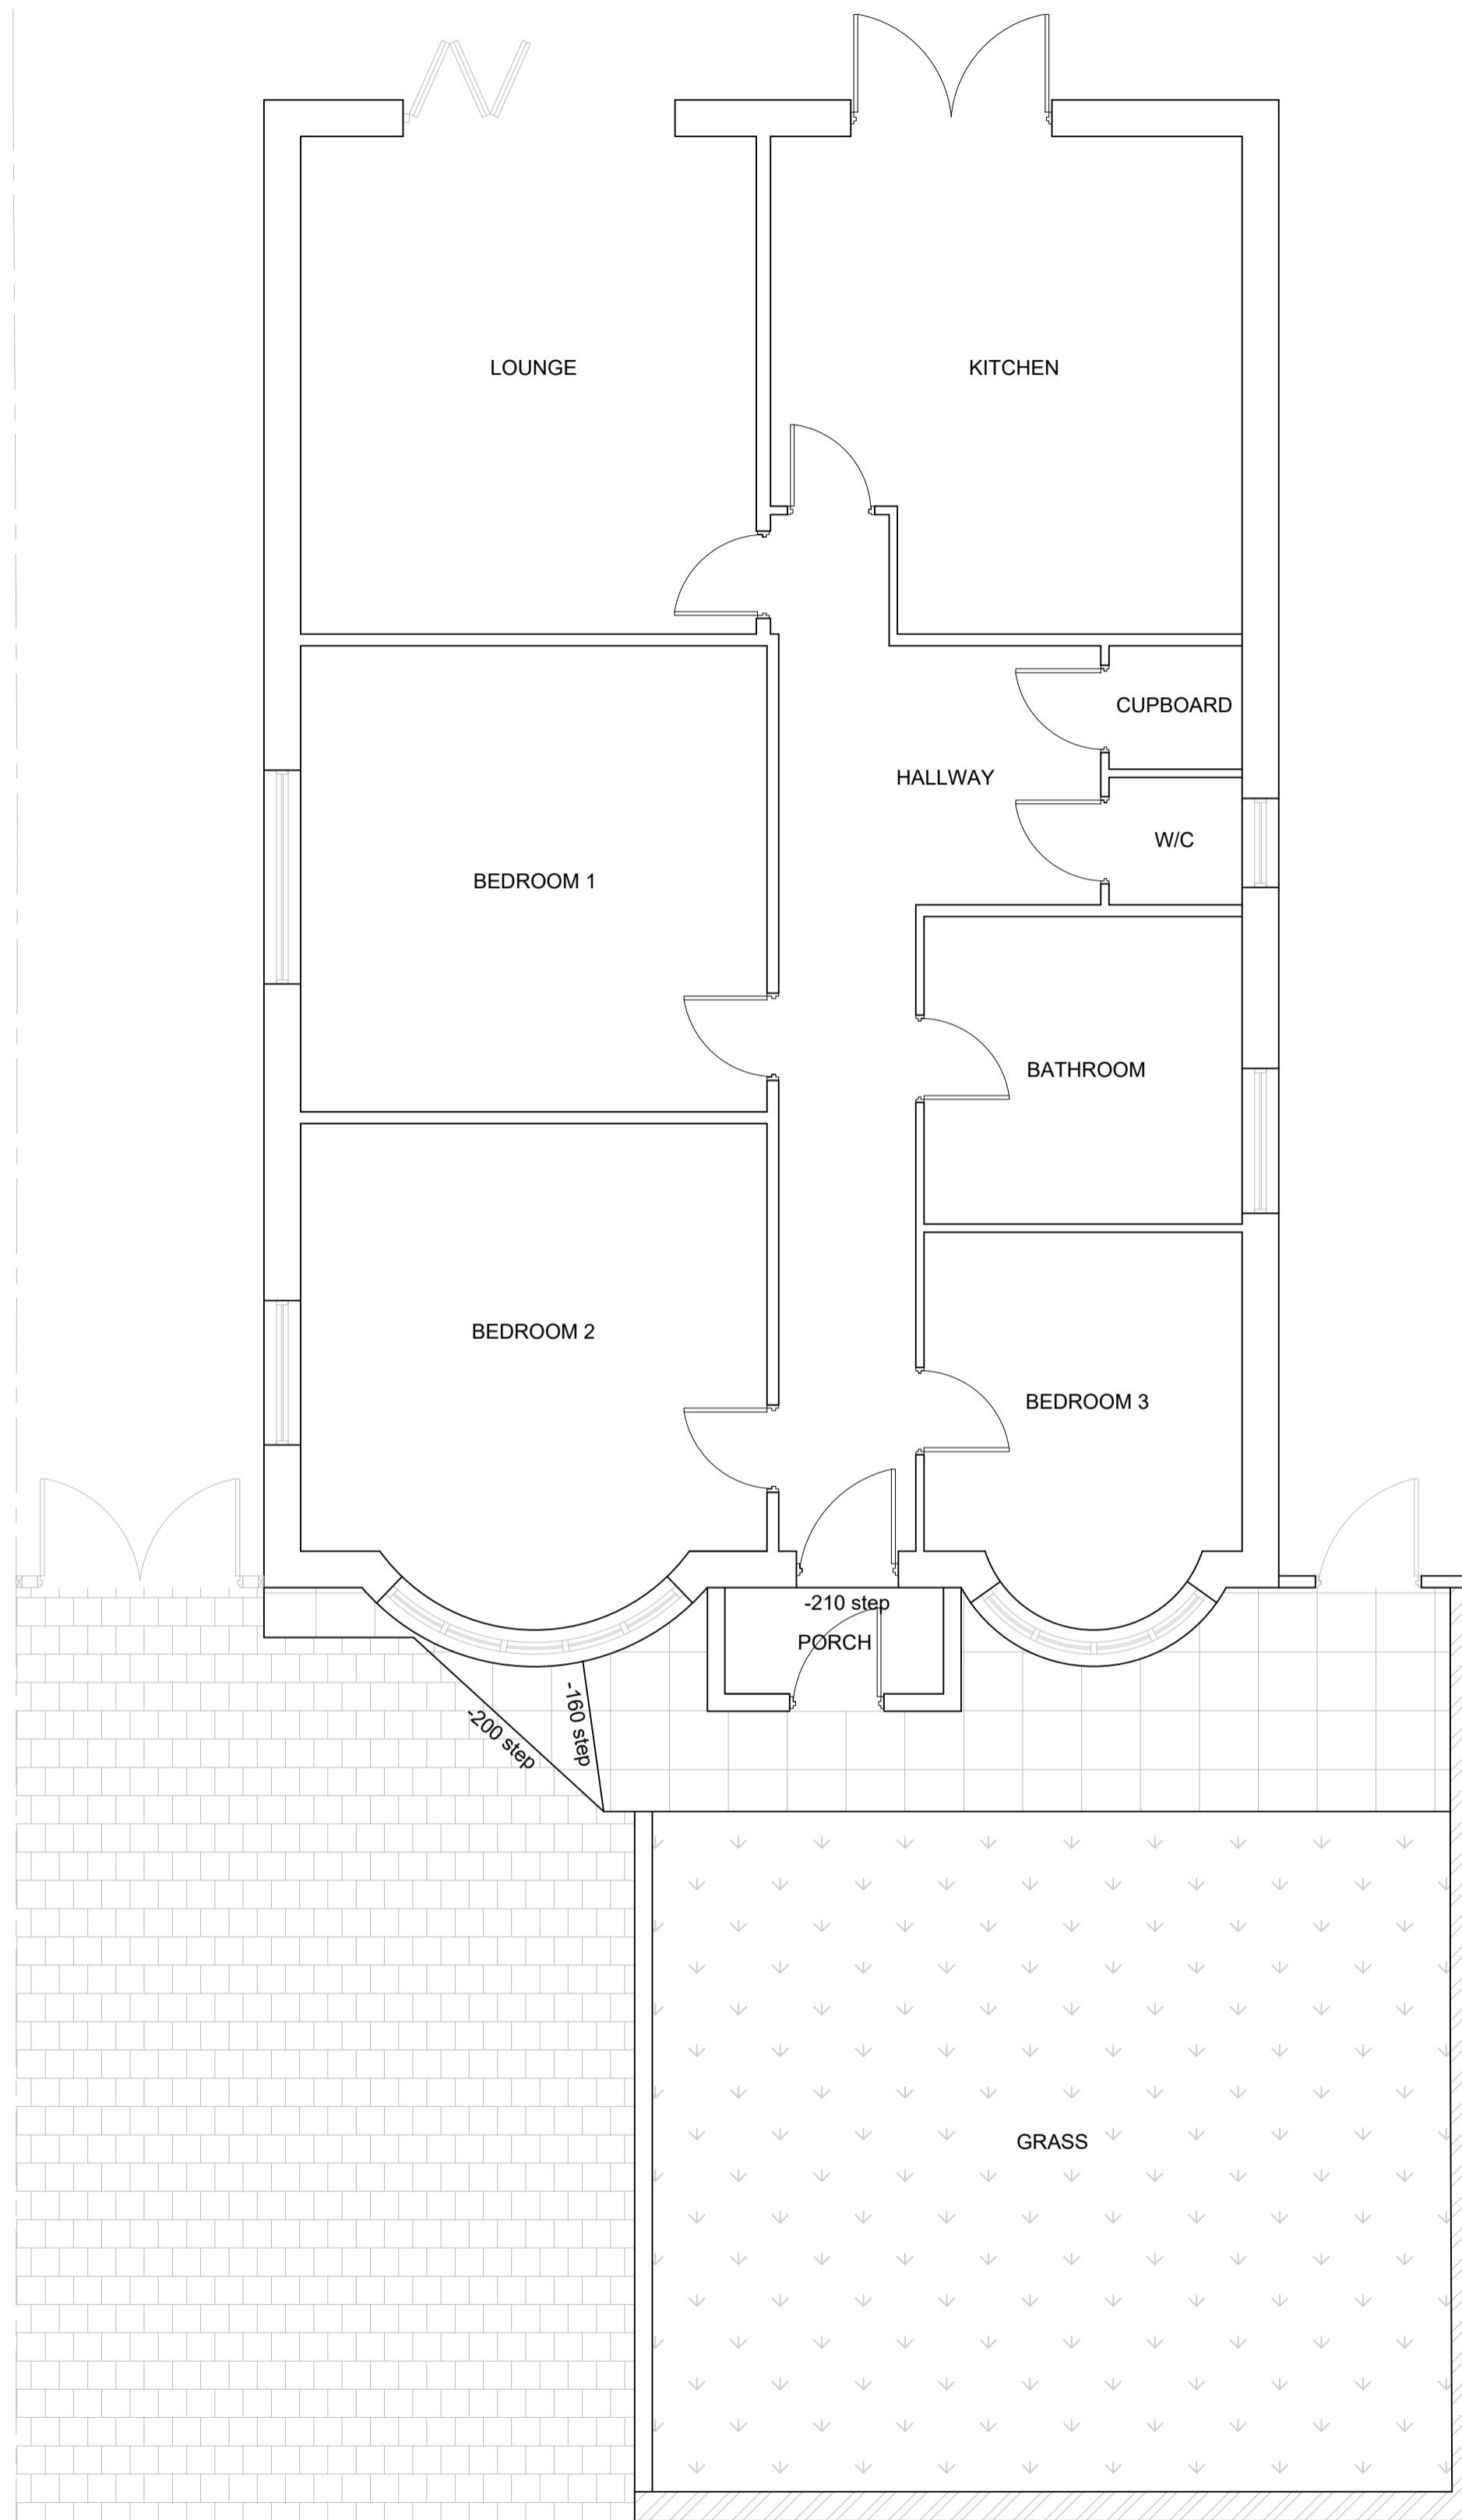 LOUNGE
KITCHEN
CUPBOARD
HALLWAY
W/C
BEDROOM 1
BATHROOM
BEDROOM 2
BEDROOM 3
-210 step
PORCH
-160 step
-200 step
GRASS